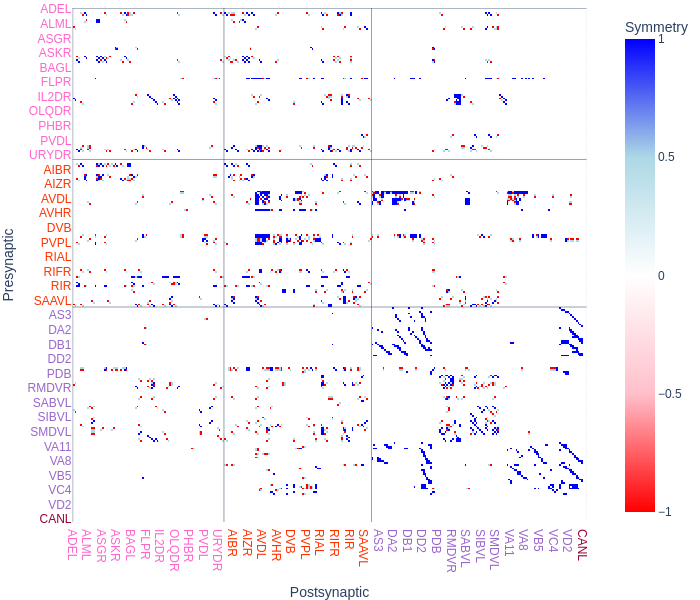 Symmetry
1
0.5
0
−0.5
−1
Presynaptic
ADEL
ALML
ASGR
ASKR
BAGL
FLPR
IL2DR
OLQDR
PHBR
PVDL
URYDR
AIBR
AIZR
AVDL
AVHR
DVB
PVPL
RIAL
RIFR
RIR
SAAVL
AS3
DA2
DB1
DD2
PDB
RMDVR
SABVL
SIBVL
SMDVL
VA11
VA8
VB5
VC4
VD2
CANL
ADEL
ALML
ASGR
ASKR
BAGL
FLPR
IL2DR
OLQDR
PHBR
PVDL
URYDR
AIBR
AIZR
AVDL
AVHR
DVB
PVPL
RIAL
RIFR
RIR
SAAVL
AS3
DA2
DB1
DD2
PDB
RMDVR
SABVL
SIBVL
SMDVL
VA11
VA8
VB5
VC4
VD2
CANL
Postsynaptic